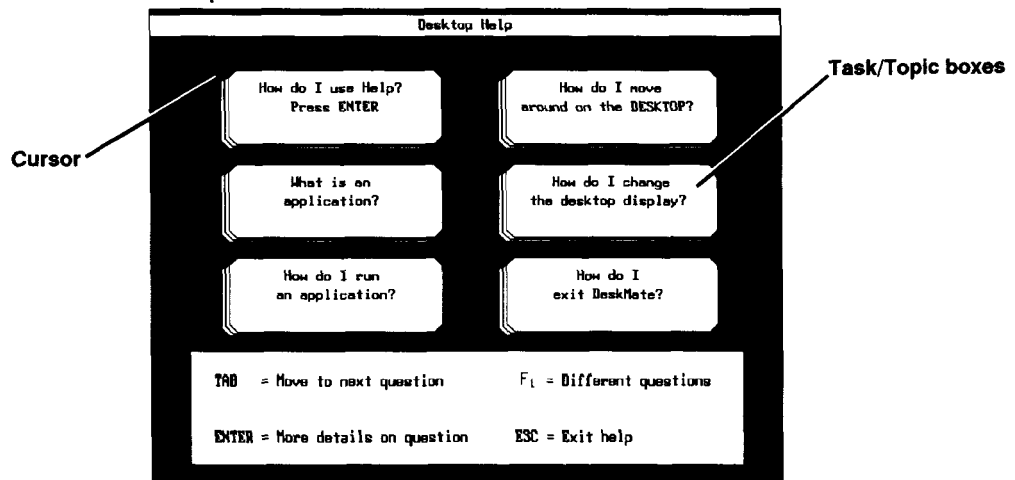 Desktop Help
How do I use Help?
Press ENTER
How do I move
around on the DESKTOP?
Task/Topic boxes
Cursor
What is an
application?
How do I change
the desktop display?
How do I run
an application?
How do I
exit DeskMate?
TAB = Move to next question
F1 = Different questions
ENTER = More details on question
ESC = Exit help